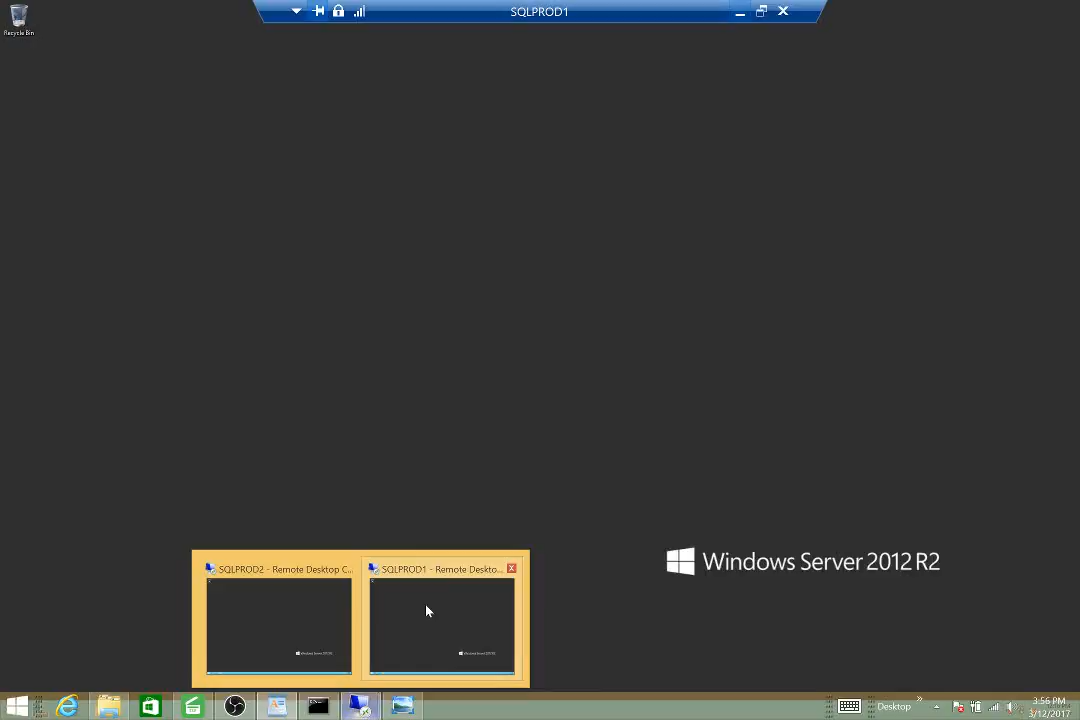 SQLPROD1
Recycle Bin
Windows Server 2012 R2
SQLPROD2 - Remote Desktop C...
SQLPROD1 - Remote Deskto...
Desktop
3:56 PM
3/12/2017